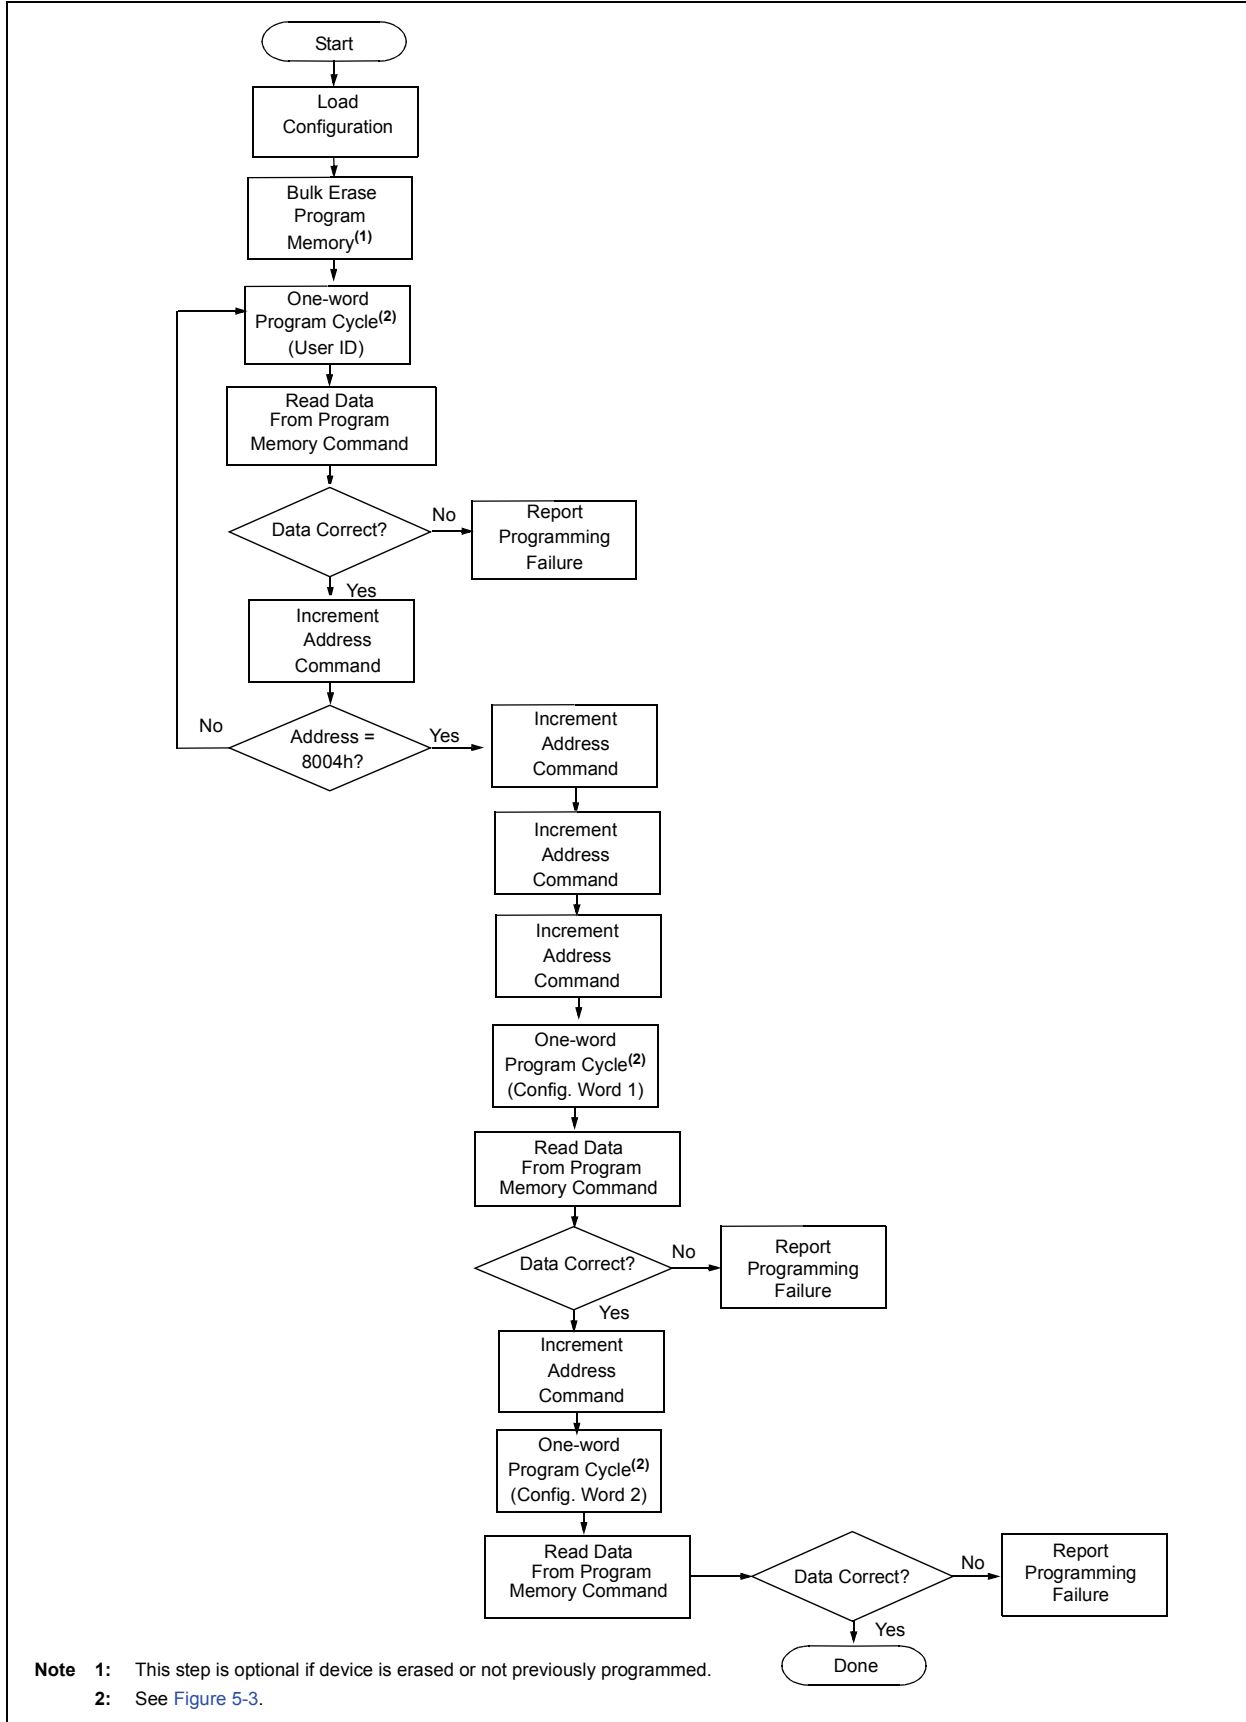 Start
Load
Configuration
Bulk Erase
Program
Memory(1)
One-word
Program Cycle(2)
(User ID)
Read Data
From Program
Memory Command
Data Correct?
No
Report
Programming
Failure
Yes
Increment
Address
Command
No
Address =
8004h?
Yes
Increment
Address
Command
Increment
Address
Command
Increment
Address
Command
One-word
Program Cycle(2)
(Config. Word 1)
Read Data
From Program
Memory Command
Data Correct?
No
Report
Programming
Failure
Yes
Increment
Address
Command
One-word
Program Cycle(2)
(Config. Word 2)
Read Data
From Program
Memory Command
Data Correct?
No
Report
Programming
Failure
Yes
Done
Note 1: This step is optional if device is erased or not previously programmed.
2: See Figure 5-3.